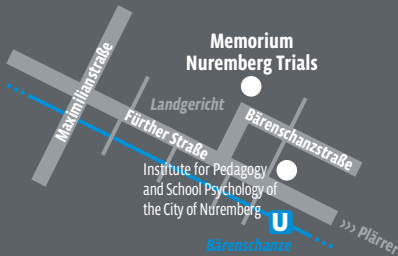 Memorium
Nuremberg Trials
Maximilianstraße
Landgericht
Fürther Straße
Bärenschanzstraße
Institute for Pedagogy
and School Psychology of
the City of Nuremberg
U
››› Plärrer
Bärenschanze